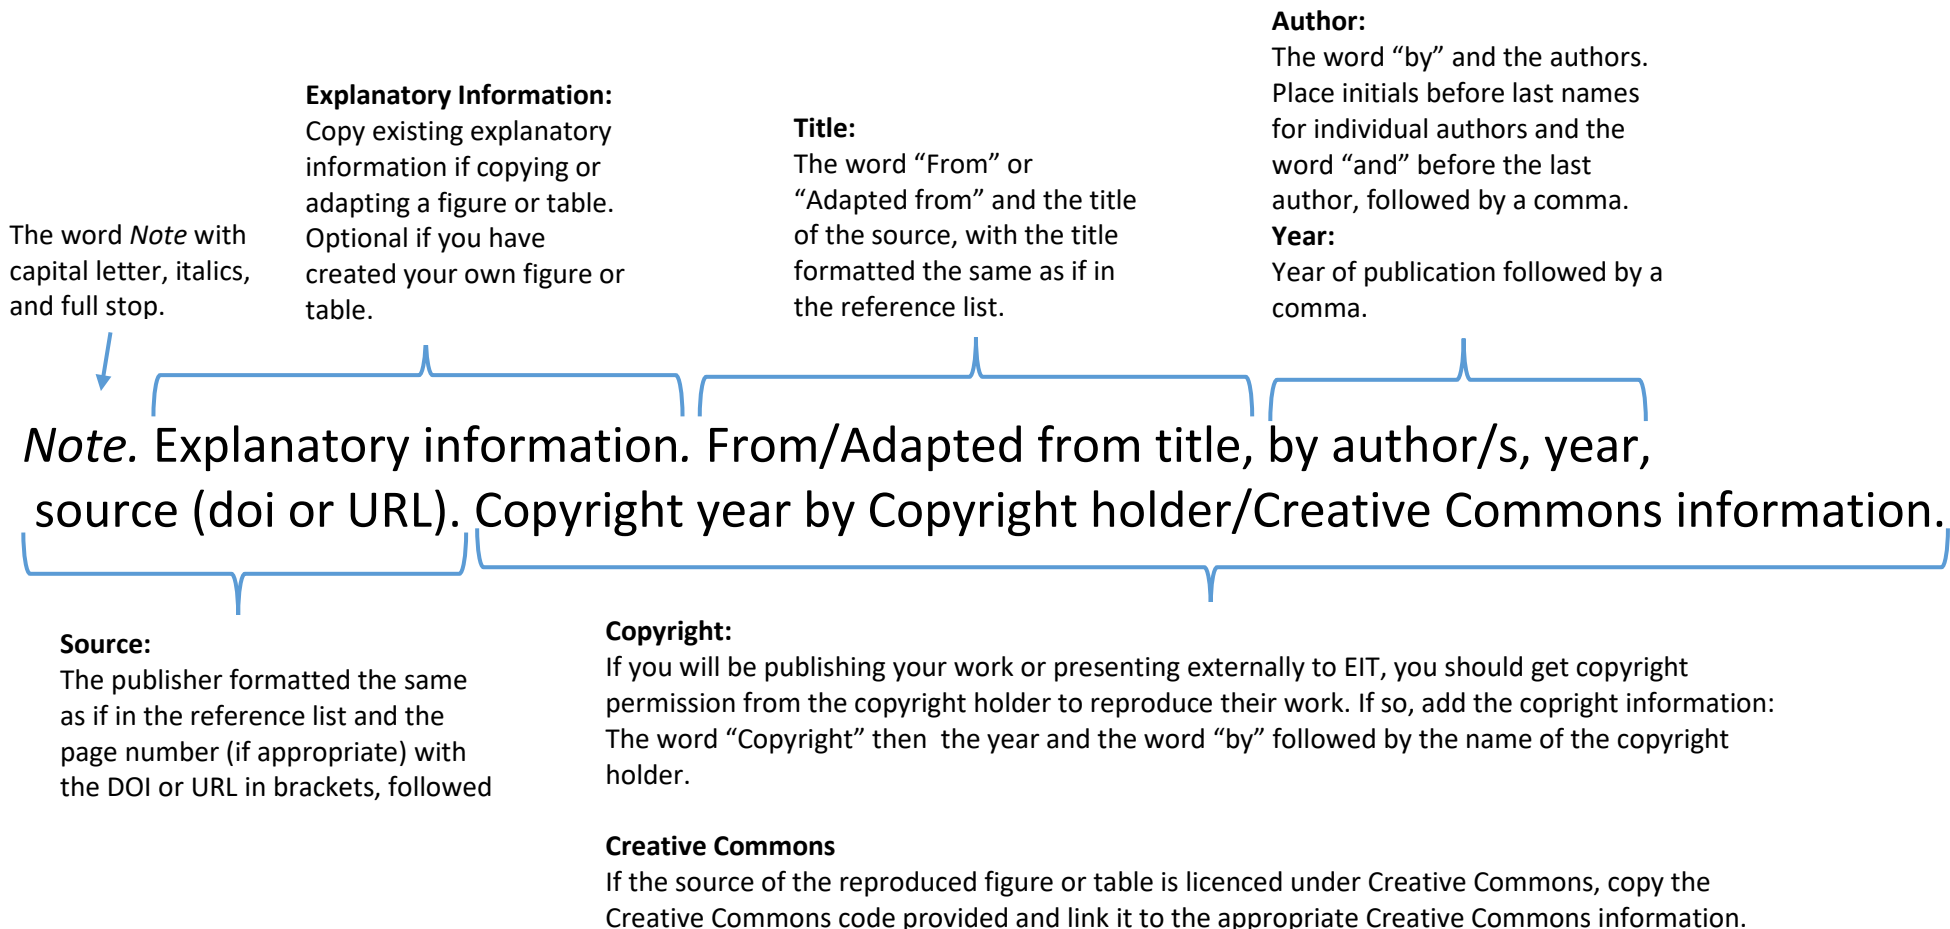 The word Note with
capital letter, italics,
and full stop.
Explanatory Information:
Copy existing explanatory
information if copying or
adapting a figure or table.
Optional if you have
created your own figure or
table.
Title:
The word “From” or
“Adapted from” and the title
of the source, with the title
formatted the same as if in
the reference list.
Author:
The word “by” and the authors.
Place initials before last names
for individual authors and the
word “and” before the last
author, followed by a comma.
Year:
Year of publication followed by a
comma.
Note. Explanatory information. From/Adapted from title, by author/s, year,
source (doi or URL). Copyright year by Copyright holder/Creative Commons information.
Source:
The publisher formatted the same
as if in the reference list and the
page number (if appropriate) with
the DOI or URL in brackets, followed
Copyright:
If you will be publishing your work or presenting externally to EIT, you should get copyright
permission from the copyright holder to reproduce their work. If so, add the copright information:
The word “Copyright” then  the year and the word “by” followed by the name of the copyright
holder.
Creative Commons
If the source of the reproduced figure or table is licenced under Creative Commons, copy the
Creative Commons code provided and link it to the appropriate Creative Commons information.